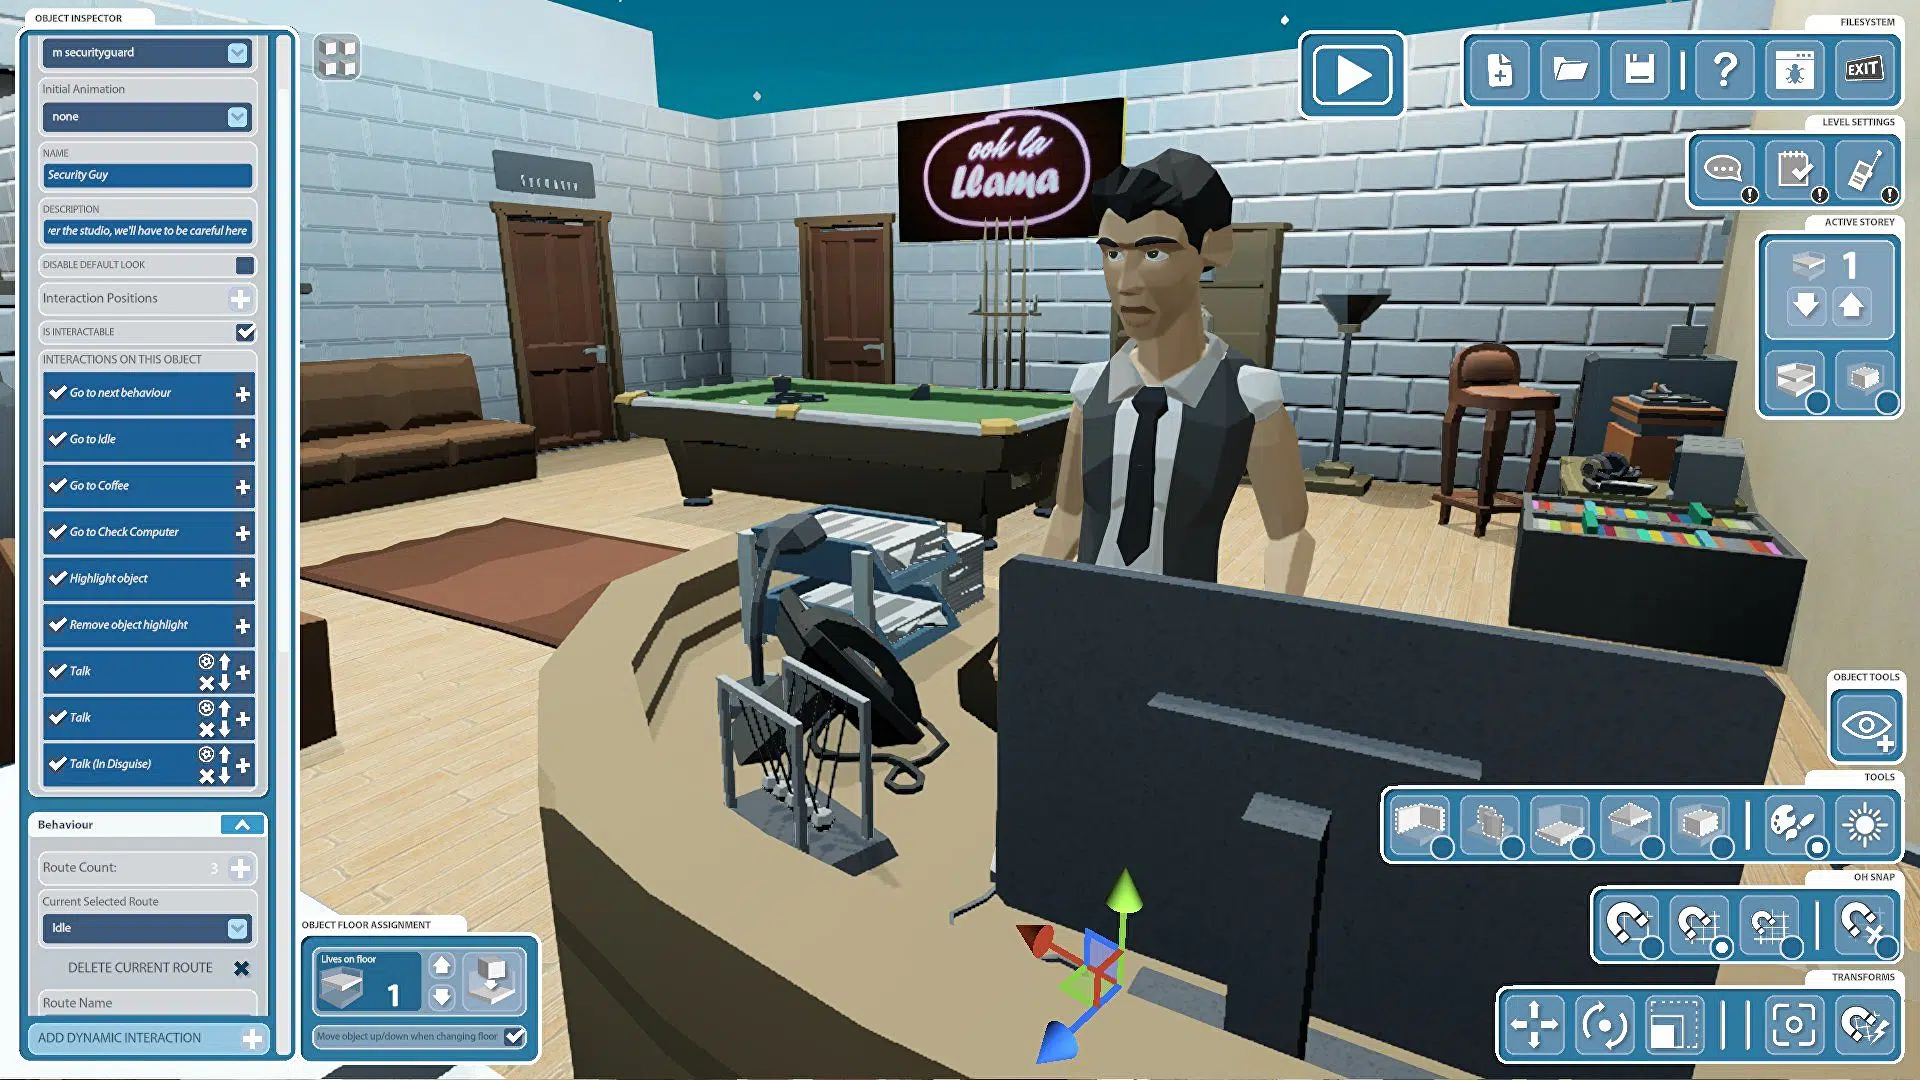 OBJECT INSPECTOR
m securityguard
Initial Animation
none
NAME
Security Guy
DESCRIPTION
rer the studio, we'll have to be careful here
DISABLE DEFAULT LOOK
Interaction Positions
IS INTERACTABLE
INTERACTIONS ON THIS OBJECT
Go to next behaviour
Go to Idle
Go to Coffee
Go to Check Computer
Highlight object
Remove object highlight
Talk
Talk
Talk (In Disguise)
Behaviour
Route Count: 3
Current Selected Route
Idle
DELETE CURRENT ROUTE
Route Name
ADD DYNAMIC INTERACTION
OBJECT FLOOR ASSIGNMENT
Lives on floor
1
Move object up/down when changing floor
Security
ooh la
Llama
FILESYSTEM
EXIT
LEVEL SETTINGS
ACTIVE STOREY
1
OBJECT TOOLS
TOOLS
OH SNAP
TRANSFORMS